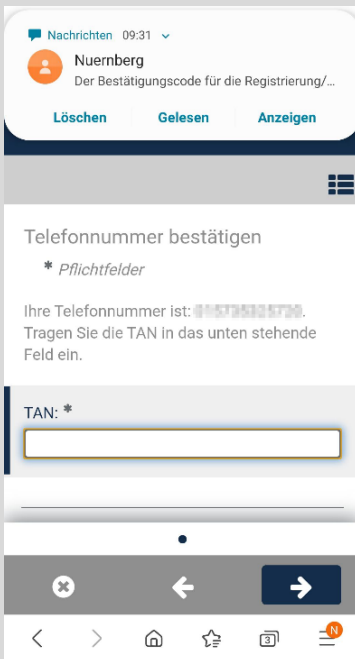 Nachrichten 09:31
Nuernberg
Der Bestätigungscode für die Registrierung/...
Löschen Gelesen Anzeigen
Telefonnummer bestätigen
* Pflichtfelder
Ihre Telefonnummer ist:
Tragen Sie die TAN in das unten stehende
Feld ein.
TAN: *
3
N